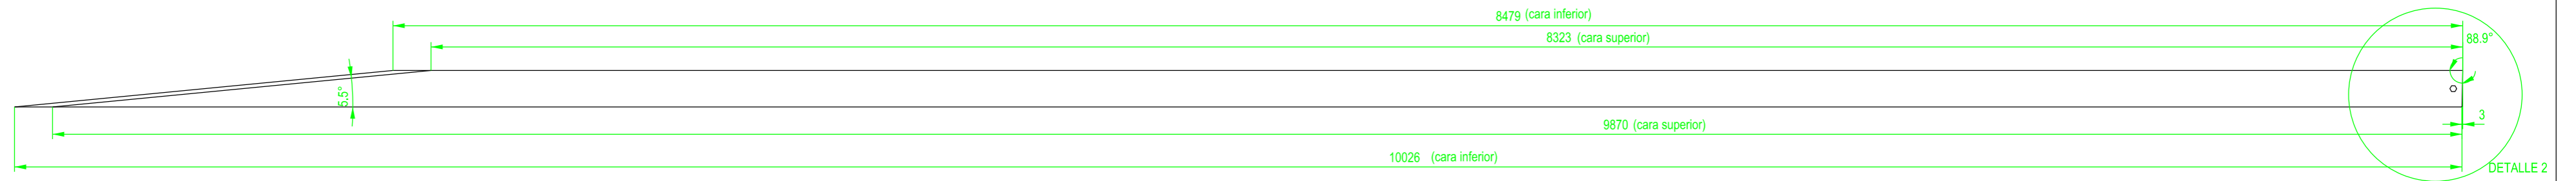 8479 (cara inferior)
8323 (cara superior)
88.9°
5.5°
3
9870 (cara superior)
10026 (cara inferior)
DETALLE 2